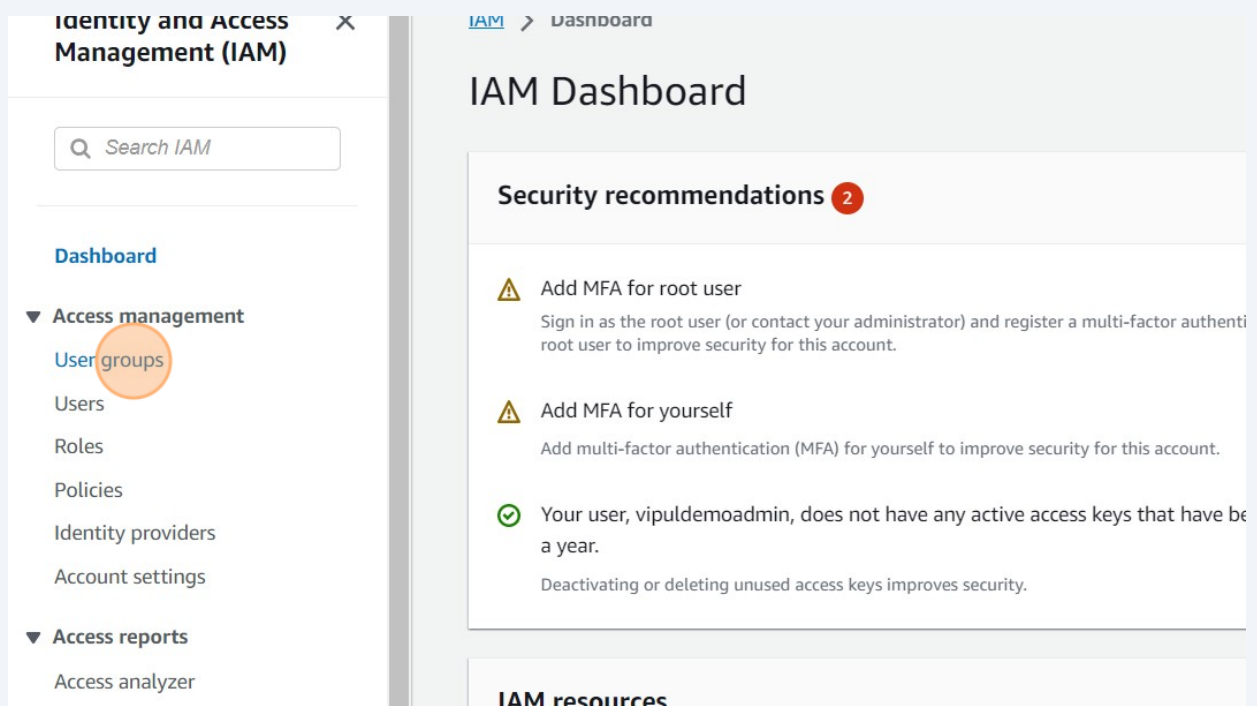 Identity and Access
Management (IAM)
Search IAM
Dashboard
Access management
User groups
Users
Roles
Policies
Identity providers
Account settings
Access reports
Access analyzer
IAM > Dashboard
IAM Dashboard
Security recommendations 2
Add MFA for root user
Sign in as the root user (or contact your administrator) and register a multi-factor authenti
root user to improve security for this account.
Add MFA for yourself
Add multi-factor authentication (MFA) for yourself to improve security for this account.
Your user, vipuldemoadmin, does not have any active access keys that have be
a year.
Deactivating or deleting unused access keys improves security.
IAM resources